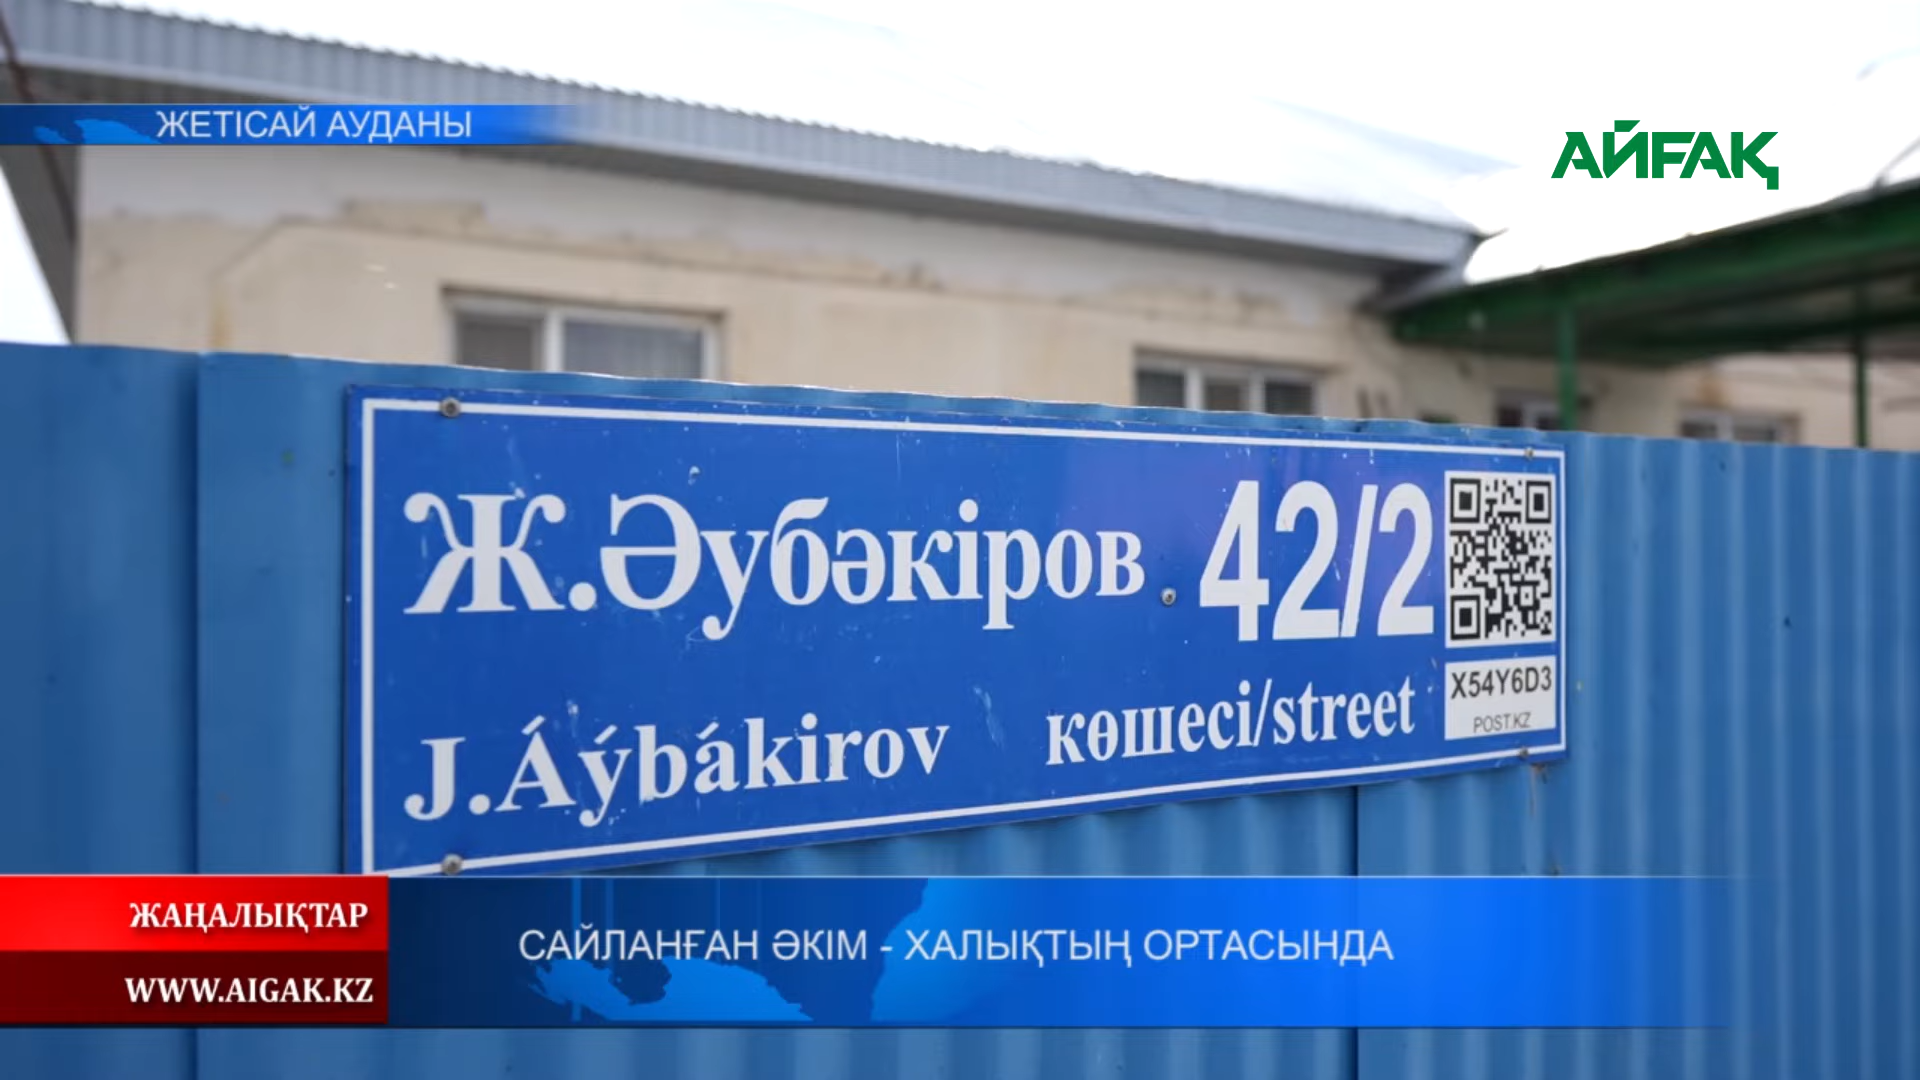 ЖЕТІСАЙ АУДАНЫ
АЙҒАҚ
Ж.Әубәкіров 42/2
J.Áýbákirov көшесі/street
X54Y6D3
POST.KZ
ЖАҢАЛЫҚТАР
WWW.AIGAK.KZ
САЙЛАНҒАН ӘКІМ - ХАЛЫҚТЫҢ ОРТАСЫНДА